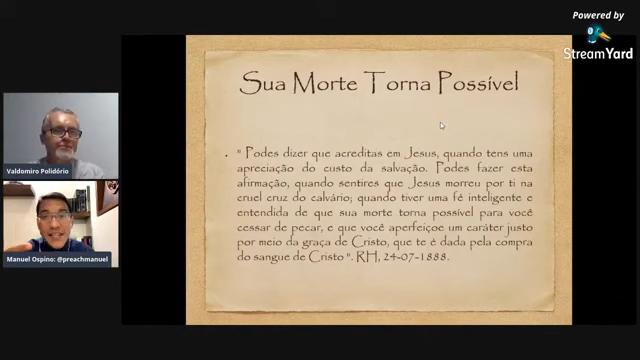 Powered by
StreamYard
Sua Morte Torna Possível
" Podes dizer que acreditas em Jesus, quando tens uma
apreciação do custo da salvação. Podes fazer esta
afirmação, quando sentires que Jesus morreu por ti na
cruel cruz do calvário; quando tiver uma fé inteligente e
entendida de que sua morte torna possível para você
cessar de pecar, e que você aperfeiçoe um caráter justo
por meio da graça de Cristo, que te é dada pela compra
do sangue de Cristo ". RH, 24-07-1888.
Valdomiro Polidório
Manuel Ospino: @preachmanuel